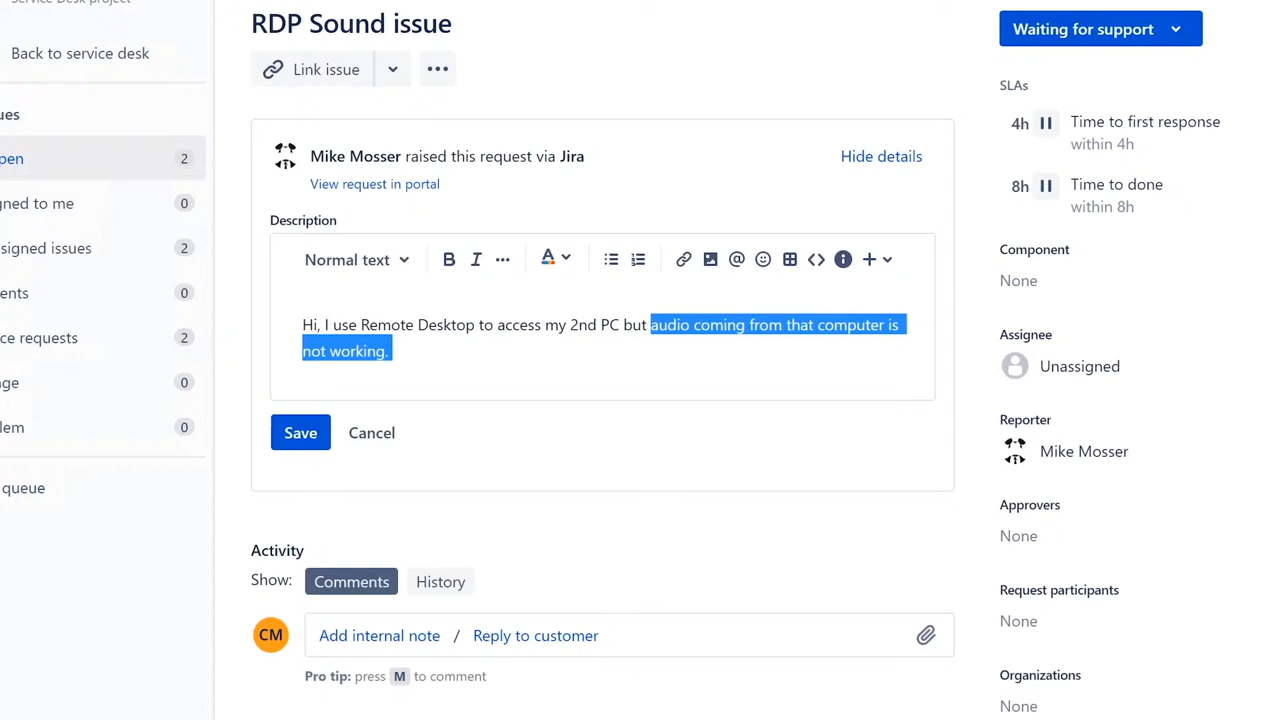 Service Desk project
Back to service desk
ues
pen 2
gned to me 0
signed issues 2
ents 0
ce requests 2
ge 0
lem 0
queue
RDP Sound issue
Link issue
Mike Mosser raised this request via Jira
Hide details
View request in portal
Description
Normal text
B I A
Hi, I use Remote Desktop to access my 2nd PC but audio coming from that computer is
not working.
Save Cancel
Activity
Show: Comments History
CM
Add internal note / Reply to customer
Pro tip: press M to comment
Waiting for support
SLAs
4h Time to first response
within 4h
8h Time to done
within 8h
Component
None
Assignee
Unassigned
Reporter
Mike Mosser
Approvers
None
Request participants
None
Organizations
None